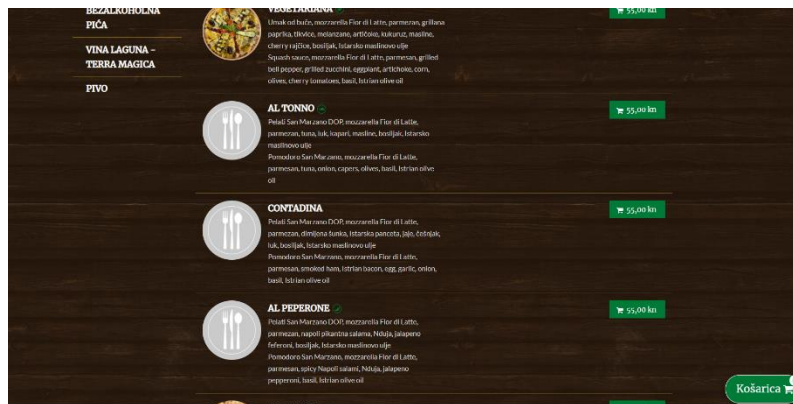 BEZALKOHOLNA
PIĆA
VINA LAGUNA –
TERRA MAGICA
PIVO
VEGETARIANA
Umak od buče, mozzarella Fior di Latte, parmezan, grillana
paprika, tikvice, melanzane, artičoke, kukuruz, masline,
cherry rajčice, bosiljak, Istarsko maslinovo ulje
Squash sauce, mozzarella Fior di Latte, parmesan, grilled
bell pepper, grilled zucchini, eggplant, artichoke, corn,
olives, cherry tomatoes, basil, Istrian olive oil
55,00 kn
AL TONNO
Pelati San Marzano DOP, mozzarella Fior di Latte,
parmezan, tuna, luk, kapari, masline, bosiljak, Istarsko
maslinovo ulje
Pomodoro San Marzano, mozzarella Fior di Latte,
parmesan, tuna, onion, capers, olives, basil, Istrian olive
oil
55,00 kn
CONTADINA
Pelati San Marzano DOP, mozzarella Fior di Latte,
parmezan, dimljena šunka, Istarska panceta, jaje, češnjak,
luk, bosiljak, Istarsko maslinovo ulje
Pomodoro San Marzano, mozzarella Fior di Latte,
parmesan, smoked ham, Istrian bacon, egg, garlic, onion,
basil, Istrian olive oil
55,00 kn
AL PEPERONE
Pelati San Marzano DOP, mozzarella Fior di Latte,
parmezan, napoli pikantna salama, Nduja, jalapeno
feferoni, bosiljak, Istarsko maslinovo ulje
Pomodoro San Marzano, mozzarella Fior di Latte,
parmesan, spicy Napoli salami, Nduja, jalapeno
pepperoni, basil, Istrian olive oil
55,00 kn
Košarica